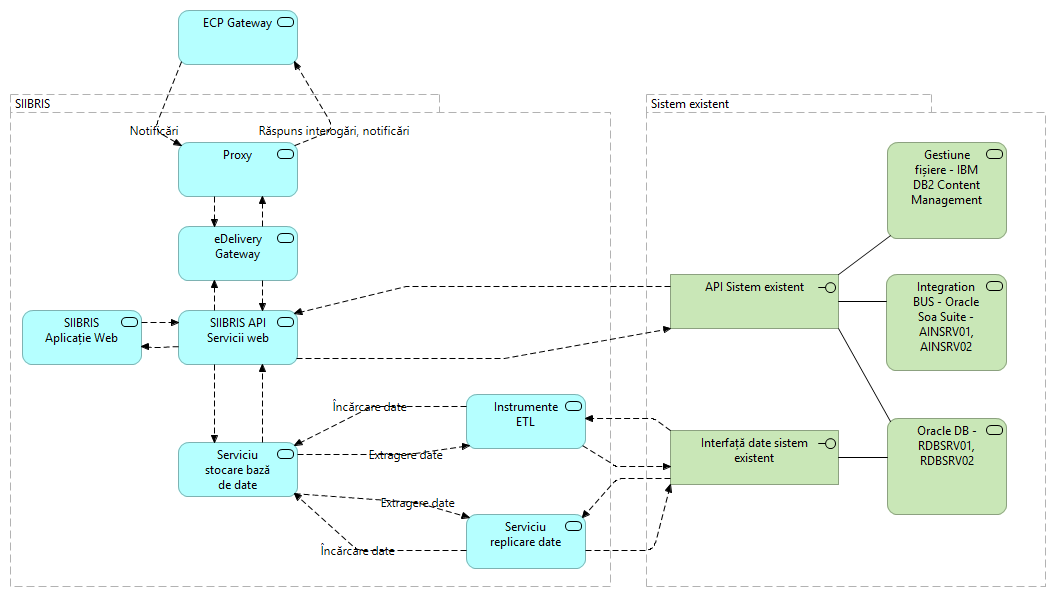 ECP Gateway
SIIBRIS
Sistem existent
Notificări
Răspuns interogări, notificări
Proxy
Gestiune
fișiere - IBM
DB2 Content
Management
eDelivery
Gateway
API Sistem existent
Integration
BUS - Oracle
Soa Suite -
AINSRV01,
AINSRV02
SIIBRIS
Aplicație Web
SIIBRIS API
Servicii web
Încărcare date
Instrumente
ETL
Extragere date
Interfață date sistem
existent
Oracle DB -
RDBSRV01,
RDBSRV02
Serviciu
stocare bază
de date
Extragere date
Serviciu
replicare date
Încărcare date